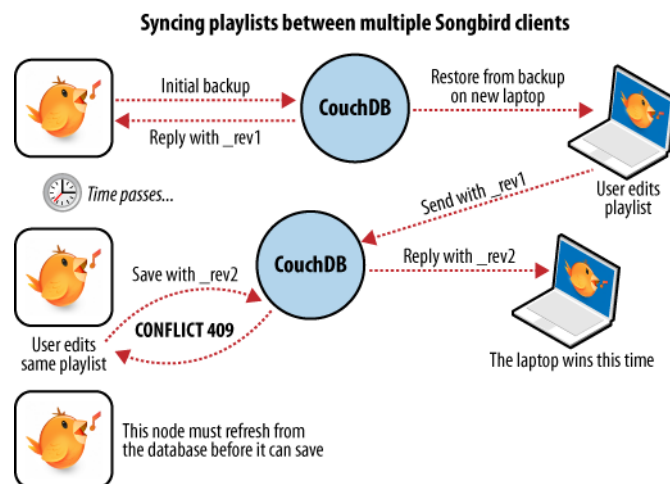 Syncing playlists between multiple Songbird clients
Initial backup
CouchDB
Reply with _rev1
Restore from backup
on new laptop
Time passes...
Send with _rev1
User edits
playlist
CouchDB
Save with _rev2
Reply with _rev2
CONFLICT 409
User edits
same playlist
The laptop wins this time
This node must refresh from
the database before it can save